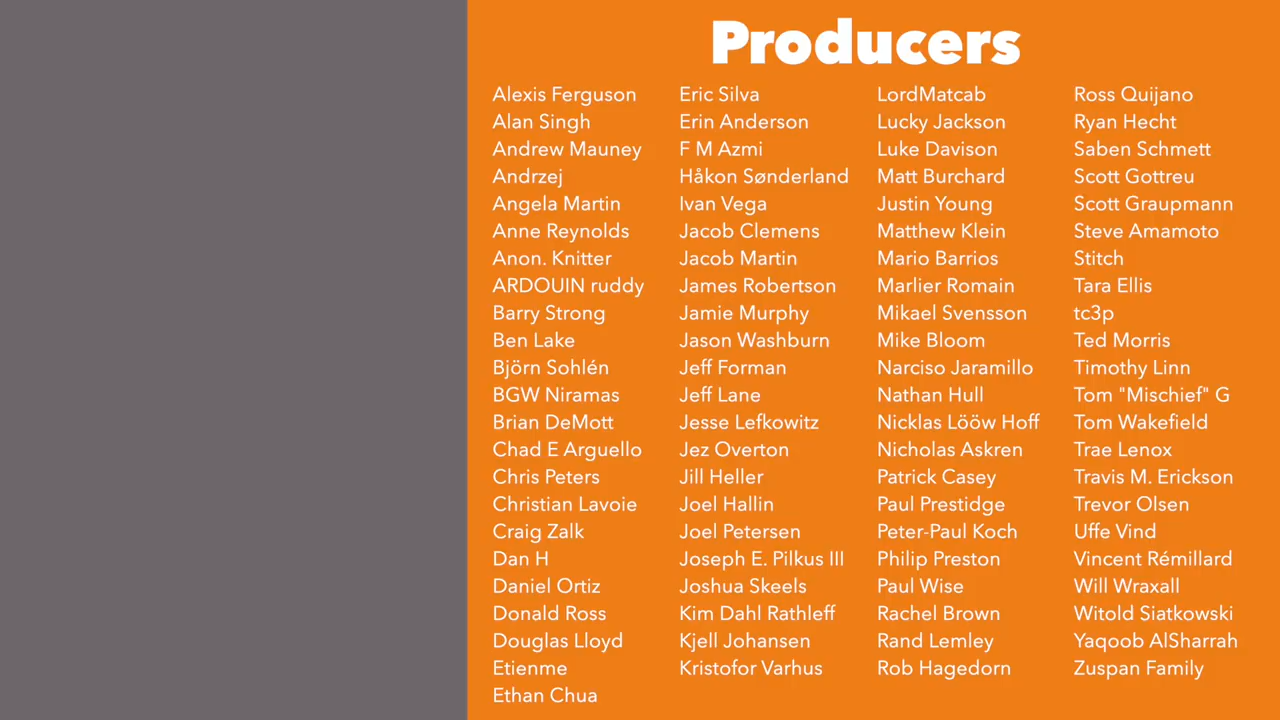 Producers
Alexis Ferguson
Alan Singh
Andrew Mauney
Andrzej
Angela Martin
Anne Reynolds
Anon. Knitter
ARDOUIN ruddy
Barry Strong
Ben Lake
Björn Sohlén
BGW Niramas
Brian DeMott
Chad E Arguello
Chris Peters
Christian Lavoie
Craig Zalk
Dan H
Daniel Ortiz
Donald Ross
Douglas Lloyd
Etienme
Ethan Chua
Eric Silva
Erin Anderson
F M Azmi
Håkon Sønderland
Ivan Vega
Jacob Clemens
Jacob Martin
James Robertson
Jamie Murphy
Jason Washburn
Jeff Forman
Jeff Lane
Jesse Lefkowitz
Jez Overton
Jill Heller
Joel Hallin
Joel Petersen
Joseph E. Pilkus III
Joshua Skeels
Kim Dahl Rathleff
Kjell Johansen
Kristofor Varhus
LordMatcab
Lucky Jackson
Luke Davison
Matt Burchard
Justin Young
Matthew Klein
Mario Barrios
Marlier Romain
Mikael Svensson
Mike Bloom
Narciso Jaramillo
Nathan Hull
Nicklas Lööw Hoff
Nicholas Askren
Patrick Casey
Paul Prestidge
Peter-Paul Koch
Philip Preston
Paul Wise
Rachel Brown
Rand Lemley
Rob Hagedorn
Ross Quijano
Ryan Hecht
Saben Schmett
Scott Gottreu
Scott Graupmann
Steve Amamoto
Stitch
Tara Ellis
tc3p
Ted Morris
Timothy Linn
Tom "Mischief" G
Tom Wakefield
Trae Lenox
Travis M. Erickson
Trevor Olsen
Uffe Vind
Vincent Rémillard
Will Wraxall
Witold Siatkowski
Yaqoob AlSharrah
Zuspan Family